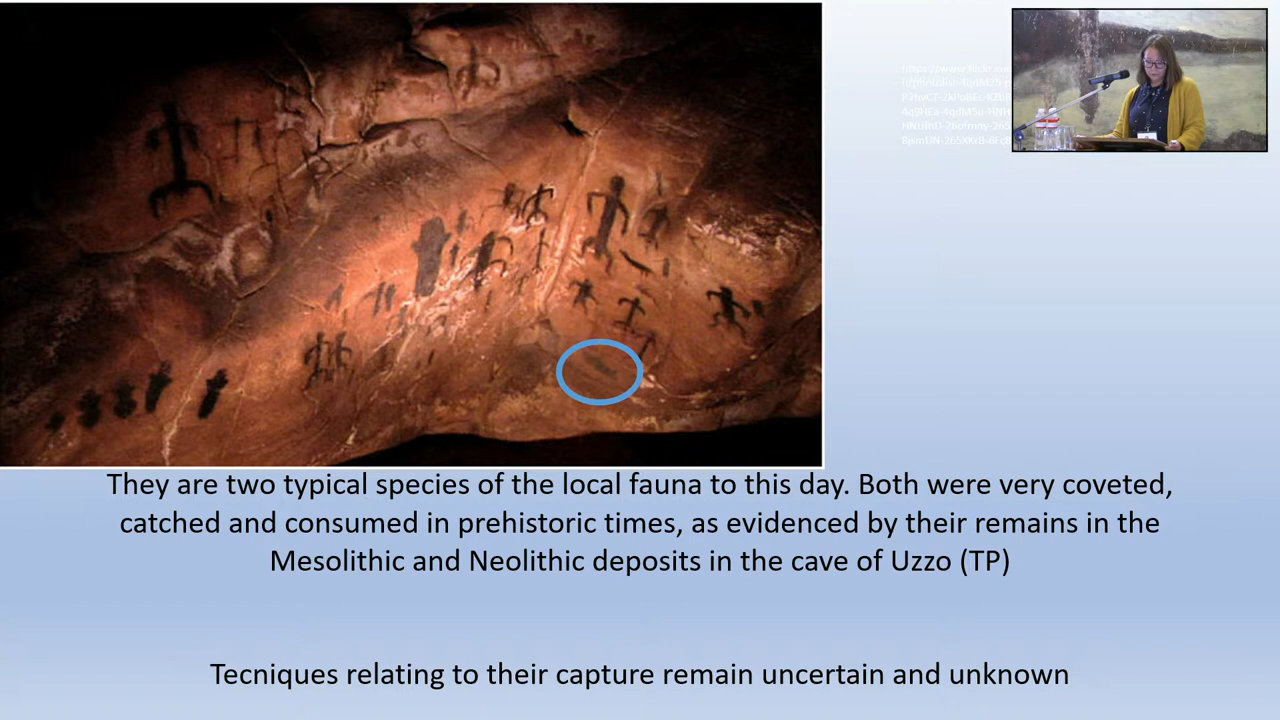 They are two typical species of the local fauna to this day. Both were very coveted,
catched and consumed in prehistoric times, as evidenced by their remains in the
Mesolithic and Neolithic deposits in the cave of Uzzo (TP)
Tecniques relating to their capture remain uncertain and unknown